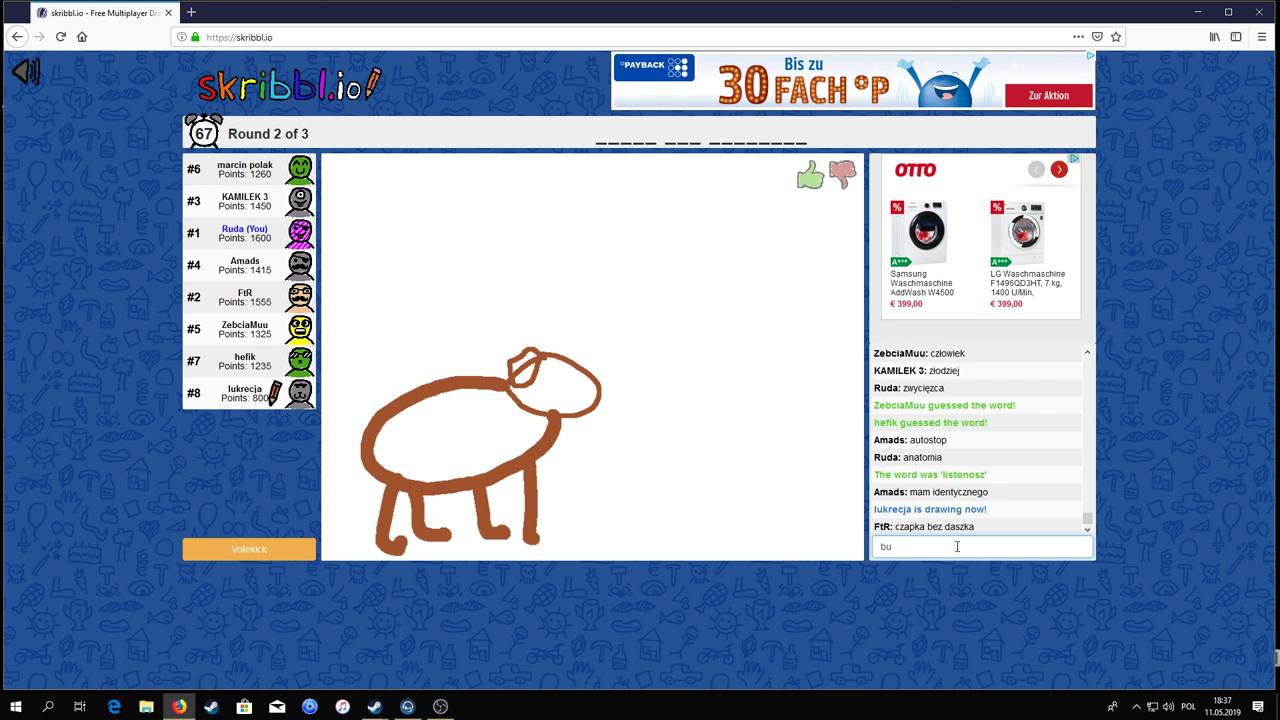 skribbl.io - Free Multiplayer Dra
https://skribbl.io
skribbl.io
°PAYBACK
Bis zu
30 FACH °P
Zur Aktion
67
Round 2 of 3
_____ ___ ________
#6
marcin polak
Points: 1260
#3
KAMILEK 3
Points: 1450
#1
Ruda (You)
Points: 1600
#4
Amads
Points: 1415
#2
FtR
Points: 1555
#5
ZebciaMuu
Points: 1325
#7
hefik
Points: 1235
#8
lukrecja
Points: 800
Votekick
OTTO
%
A+++
Samsung
Waschmaschine
AddWash W4500
€ 399,00
%
A+++
LG Waschmaschine
F1496QD3HT, 7 kg,
1400 U/Min,
€ 399,00
ZebciaMuu: człowiek
KAMILEK 3: złodziej
Ruda: zwycięzca
ZebciaMuu guessed the word!
hefik guessed the word!
Amads: autostop
Ruda: anatomia
The word was 'listonosz'
Amads: mam identycznego
lukrecja is drawing now!
FtR: czapka bez daszka
bu
POL
18:37
11.05.2019